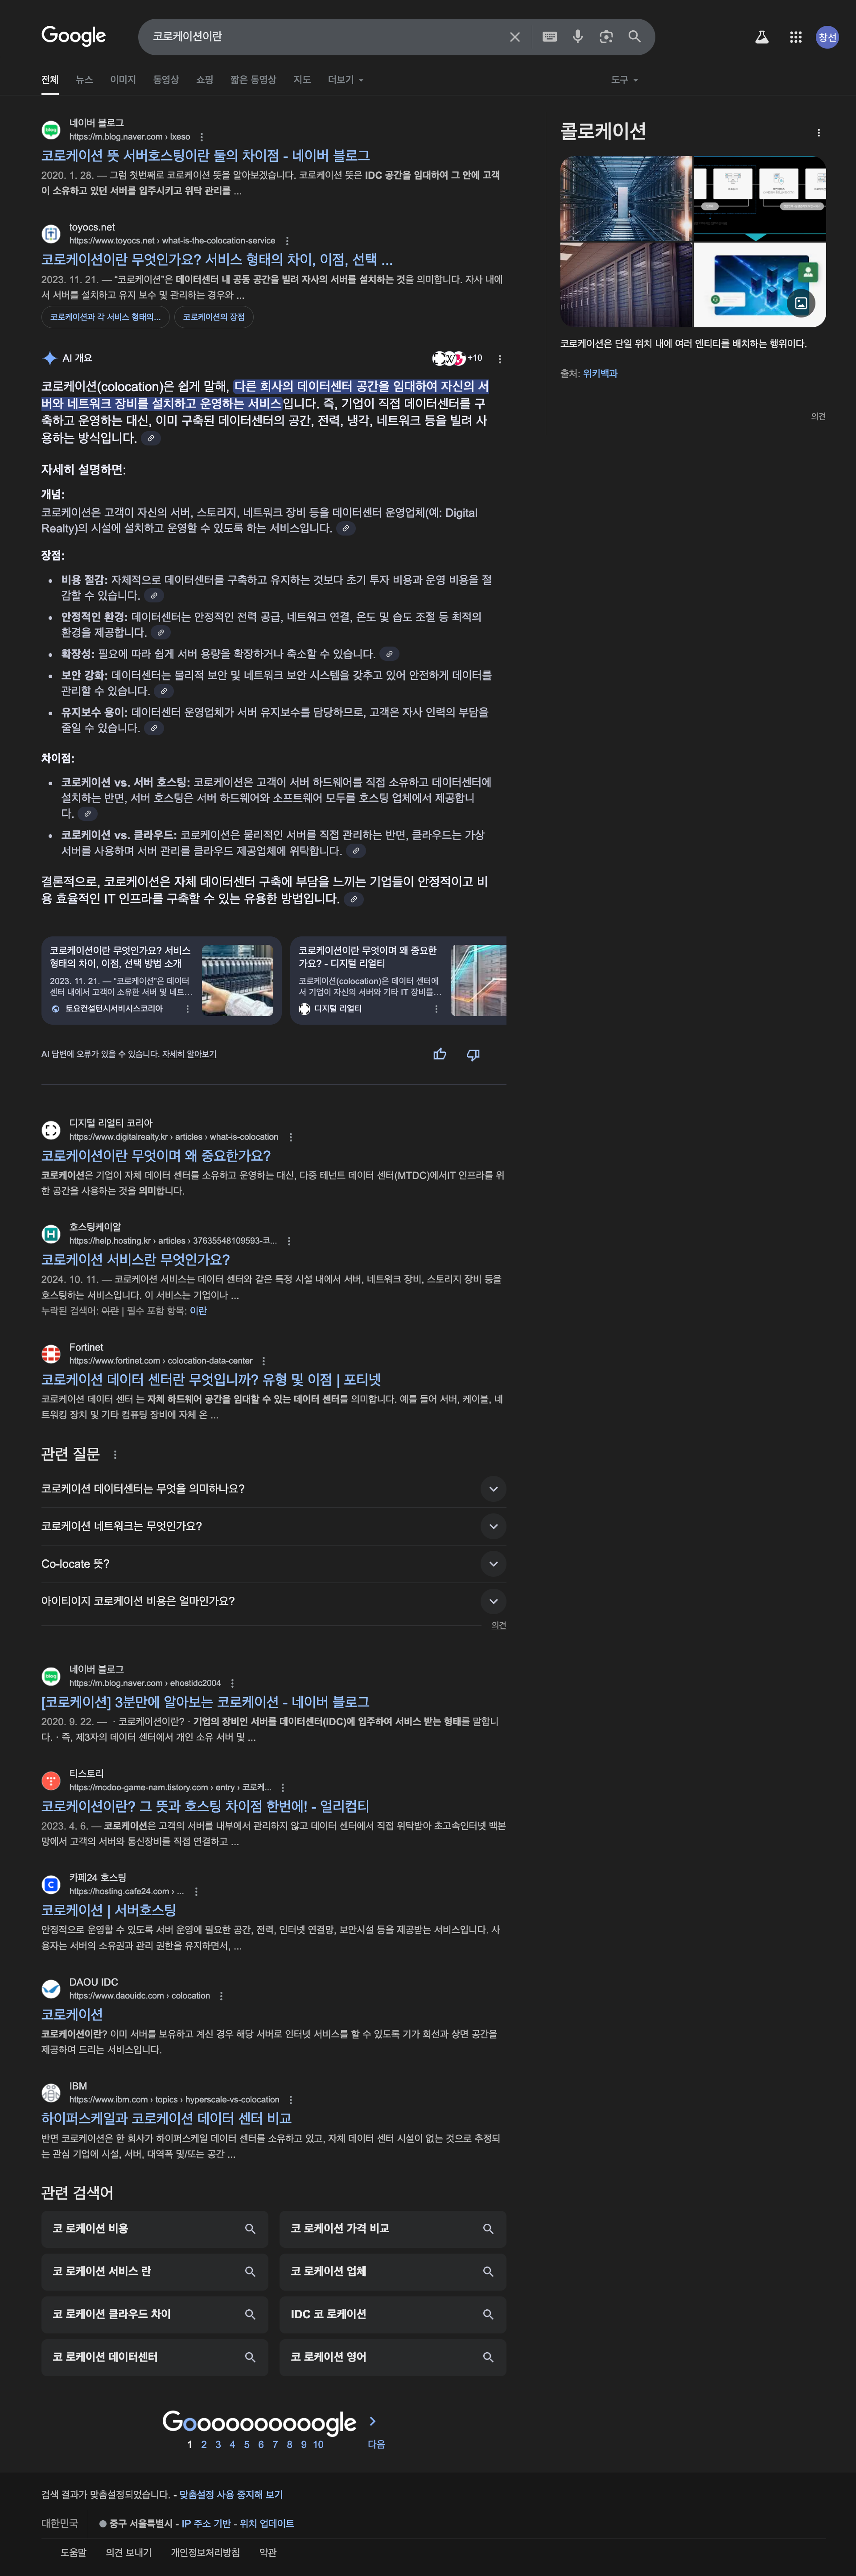 Google
코로케이션이란
창선
전체 뉴스 이미지 동영상 쇼핑 짧은 동영상 지도 더보기 도구
네이버 블로그
https://m.blog.naver.com › lxeso
코로케이션 뜻 서버호스팅이란 둘의 차이점 - 네이버 블로그
2020. 1. 28. — 그럼 첫번째로 코로케이션 뜻을 알아보겠습니다. 코로케이션 뜻은 IDC 공간을 임대하여 그 안에 고객
이 소유하고 있던 서버를 입주시키고 위탁 관리를 ...
toyocs.net
https://www.toyocs.net › what-is-the-colocation-service
코로케이션이란 무엇인가요? 서비스 형태의 차이, 이점, 선택 ...
2023. 11. 21. — “코로케이션"은 데이터센터 내 공동 공간을 빌려 자사의 서버를 설치하는 것을 의미합니다. 자사 내에
서 서버를 설치하고 유지 보수 및 관리하는 경우와 ...
코로케이션과 각 서비스 형태의... 코로케이션의 장점
AI 개요
+10
코로케이션(colocation)은 쉽게 말해, 다른 회사의 데이터센터 공간을 임대하여 자신의 서
버와 네트워크 장비를 설치하고 운영하는 서비스입니다. 즉, 기업이 직접 데이터센터를 구
축하고 운영하는 대신, 이미 구축된 데이터센터의 공간, 전력, 냉각, 네트워크 등을 빌려 사
용하는 방식입니다.
자세히 설명하면:
개념:
코로케이션은 고객이 자신의 서버, 스토리지, 네트워크 장비 등을 데이터센터 운영업체(예: Digital
Realty)의 시설에 설치하고 운영할 수 있도록 하는 서비스입니다.
장점:
• 비용 절감: 자체적으로 데이터센터를 구축하고 유지하는 것보다 초기 투자 비용과 운영 비용을 절
감할 수 있습니다.
• 안정적인 환경: 데이터센터는 안정적인 전력 공급, 네트워크 연결, 온도 및 습도 조절 등 최적의
환경을 제공합니다.
• 확장성: 필요에 따라 쉽게 서버 용량을 확장하거나 축소할 수 있습니다.
• 보안 강화: 데이터센터는 물리적 보안 및 네트워크 보안 시스템을 갖추고 있어 안전하게 데이터를
관리할 수 있습니다.
• 유지보수 용이: 데이터센터 운영업체가 서버 유지보수를 담당하므로, 고객은 자사 인력의 부담을
줄일 수 있습니다.
차이점:
• 코로케이션 vs. 서버 호스팅: 코로케이션은 고객이 서버 하드웨어를 직접 소유하고 데이터센터에
설치하는 반면, 서버 호스팅은 서버 하드웨어와 소프트웨어 모두를 호스팅 업체에서 제공합니
다.
• 코로케이션 vs. 클라우드: 코로케이션은 물리적인 서버를 직접 관리하는 반면, 클라우드는 가상
서버를 사용하며 서버 관리를 클라우드 제공업체에 위탁합니다.
결론적으로, 코로케이션은 자체 데이터센터 구축에 부담을 느끼는 기업들이 안정적이고 비
용 효율적인 IT 인프라를 구축할 수 있는 유용한 방법입니다.
코로케이션이란 무엇인가요? 서비스
형태의 차이, 이점, 선택 방법 소개
2023. 11. 21. — “코로케이션"은 데이터
센터 내에서 고객이 소유한 서버 및 네트...
토요컨설턴시서비시스코리아
코로케이션이란 무엇이며 왜 중요한
가요? - 디지털 리얼티
코로케이션(colocation)은 데이터 센터에
서 기업이 자신의 서버와 기타 IT 장비를...
디지털 리얼티
AI 답변에 오류가 있을 수 있습니다. 자세히 알아보기
디지털 리얼티 코리아
https://www.digitalrealty.kr › articles › what-is-colocation
코로케이션이란 무엇이며 왜 중요한가요?
코로케이션은 기업이 자체 데이터 센터를 소유하고 운영하는 대신, 다중 테넌트 데이터 센터(MTDC)에서IT 인프라를 위
한 공간을 사용하는 것을 의미합니다.
호스팅케이알
https://help.hosting.kr › articles › 37635548109593-코...
코로케이션 서비스란 무엇인가요?
2024. 10. 11. — 코로케이션 서비스는 데이터 센터와 같은 특정 시설 내에서 서버, 네트워크 장비, 스토리지 장비 등을
호스팅하는 서비스입니다. 이 서비스는 기업이나 ...
누락된 검색어: 이란 | 필수 포함 항목: 이란
Fortinet
https://www.fortinet.com › colocation-data-center
코로케이션 데이터 센터란 무엇입니까? 유형 및 이점 | 포티넷
코로케이션 데이터 센터 는 자체 하드웨어 공간을 임대할 수 있는 데이터 센터를 의미합니다. 예를 들어 서버, 케이블, 네
트워킹 장치 및 기타 컴퓨팅 장비에 자체 온 ...
관련 질문
코로케이션 데이터센터는 무엇을 의미하나요?
코로케이션 네트워크는 무엇인가요?
Co-locate 뜻?
아이티이지 코로케이션 비용은 얼마인가요?
의견
네이버 블로그
https://m.blog.naver.com › ehostidc2004
[코로케이션] 3분만에 알아보는 코로케이션 - 네이버 블로그
2020. 9. 22. — · 코로케이션이란? · 기업의 장비인 서버를 데이터센터(IDC)에 입주하여 서비스 받는 형태를 말합니
다. · 즉, 제3자의 데이터 센터에서 개인 소유 서버 및 ...
티스토리
https://modoo-game-nam.tistory.com › entry › 코로케...
코로케이션이란? 그 뜻과 호스팅 차이점 한번에! - 얼리컴티
2023. 4. 6. — 코로케이션은 고객의 서버를 내부에서 관리하지 않고 데이터 센터에서 직접 위탁받아 초고속인터넷 백본
망에서 고객의 서버와 통신장비를 직접 연결하고 ...
카페24 호스팅
https://hosting.cafe24.com › ...
코로케이션 | 서버호스팅
안정적으로 운영할 수 있도록 서버 운영에 필요한 공간, 전력, 인터넷 연결망, 보안시설 등을 제공받는 서비스입니다. 사
용자는 서버의 소유권과 관리 권한을 유지하면서, ...
DAOU IDC
https://www.daouidc.com › colocation
코로케이션
코로케이션이란? 이미 서버를 보유하고 계신 경우 해당 서버로 인터넷 서비스를 할 수 있도록 기가 회선과 상면 공간을
제공하여 드리는 서비스입니다.
IBM
https://www.ibm.com › topics › hyperscale-vs-colocation
하이퍼스케일과 코로케이션 데이터 센터 비교
반면 코로케이션은 한 회사가 하이퍼스케일 데이터 센터를 소유하고 있고, 자체 데이터 센터 시설이 없는 것으로 추정되
는 관심 기업에 시설, 서버, 대역폭 및/또는 공간 ...
관련 검색어
코 로케이션 비용 코 로케이션 가격 비교
코 로케이션 서비스 란 코 로케이션 업체
코 로케이션 클라우드 차이 IDC 코 로케이션
코 로케이션 데이터센터 코 로케이션 영어
Goooooooooogle
1 2 3 4 5 6 7 8 9 10 다음
콜로케이션
코로케이션은 단일 위치 내에 여러 엔티티를 배치하는 행위이다.
출처: 위키백과
의견
검색 결과가 맞춤설정되었습니다. - 맞춤설정 사용 중지해 보기
대한민국 중구 서울특별시 - IP 주소 기반 - 위치 업데이트
도움말 의견 보내기 개인정보처리방침 약관